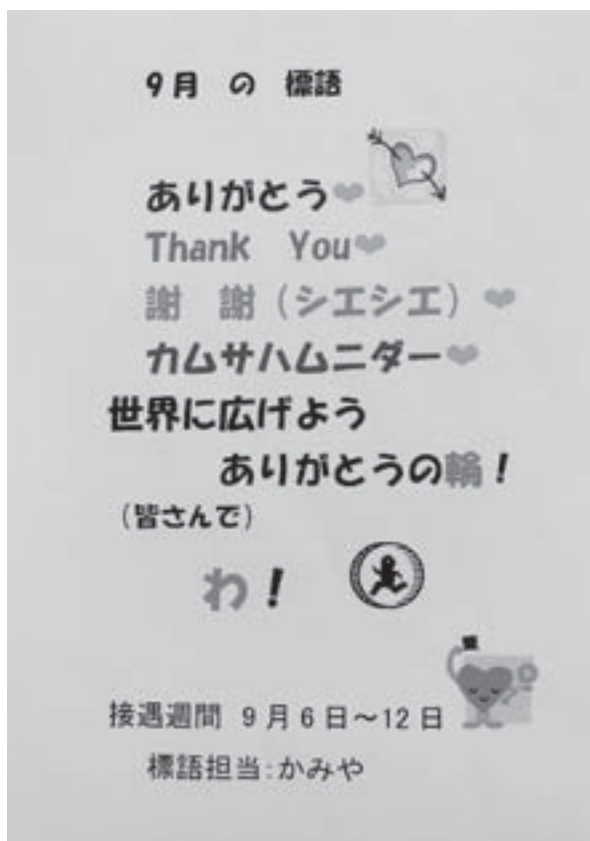 9月 の 標語
ありがとう❤
Thank You❤
謝 謝(シエシエ)❤
カムサハムニダー❤
世界に広げよう
ありがとうの輪!
(皆さんで)
わ!
接遇週間 9月6日~12日
標語担当:かみや